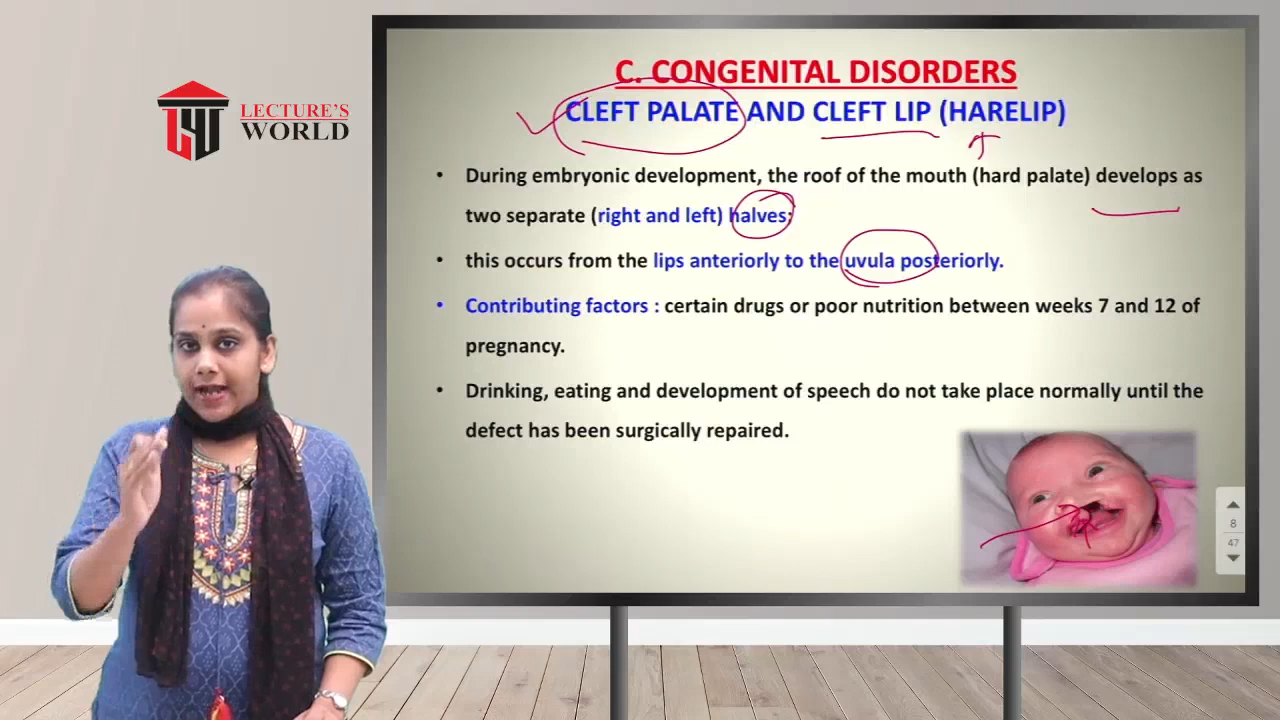 LECTURE'S
WORLD
C. CONGENITAL DISORDERS
CLEFT PALATE AND CLEFT LIP (HARELIP)
• During embryonic development, the roof of the mouth (hard palate) develops as
two separate (right and left) halves;
• this occurs from the lips anteriorly to the uvula posteriorly.
• Contributing factors : certain drugs or poor nutrition between weeks 7 and 12 of
pregnancy.
• Drinking, eating and development of speech do not take place normally until the
defect has been surgically repaired.
8
47